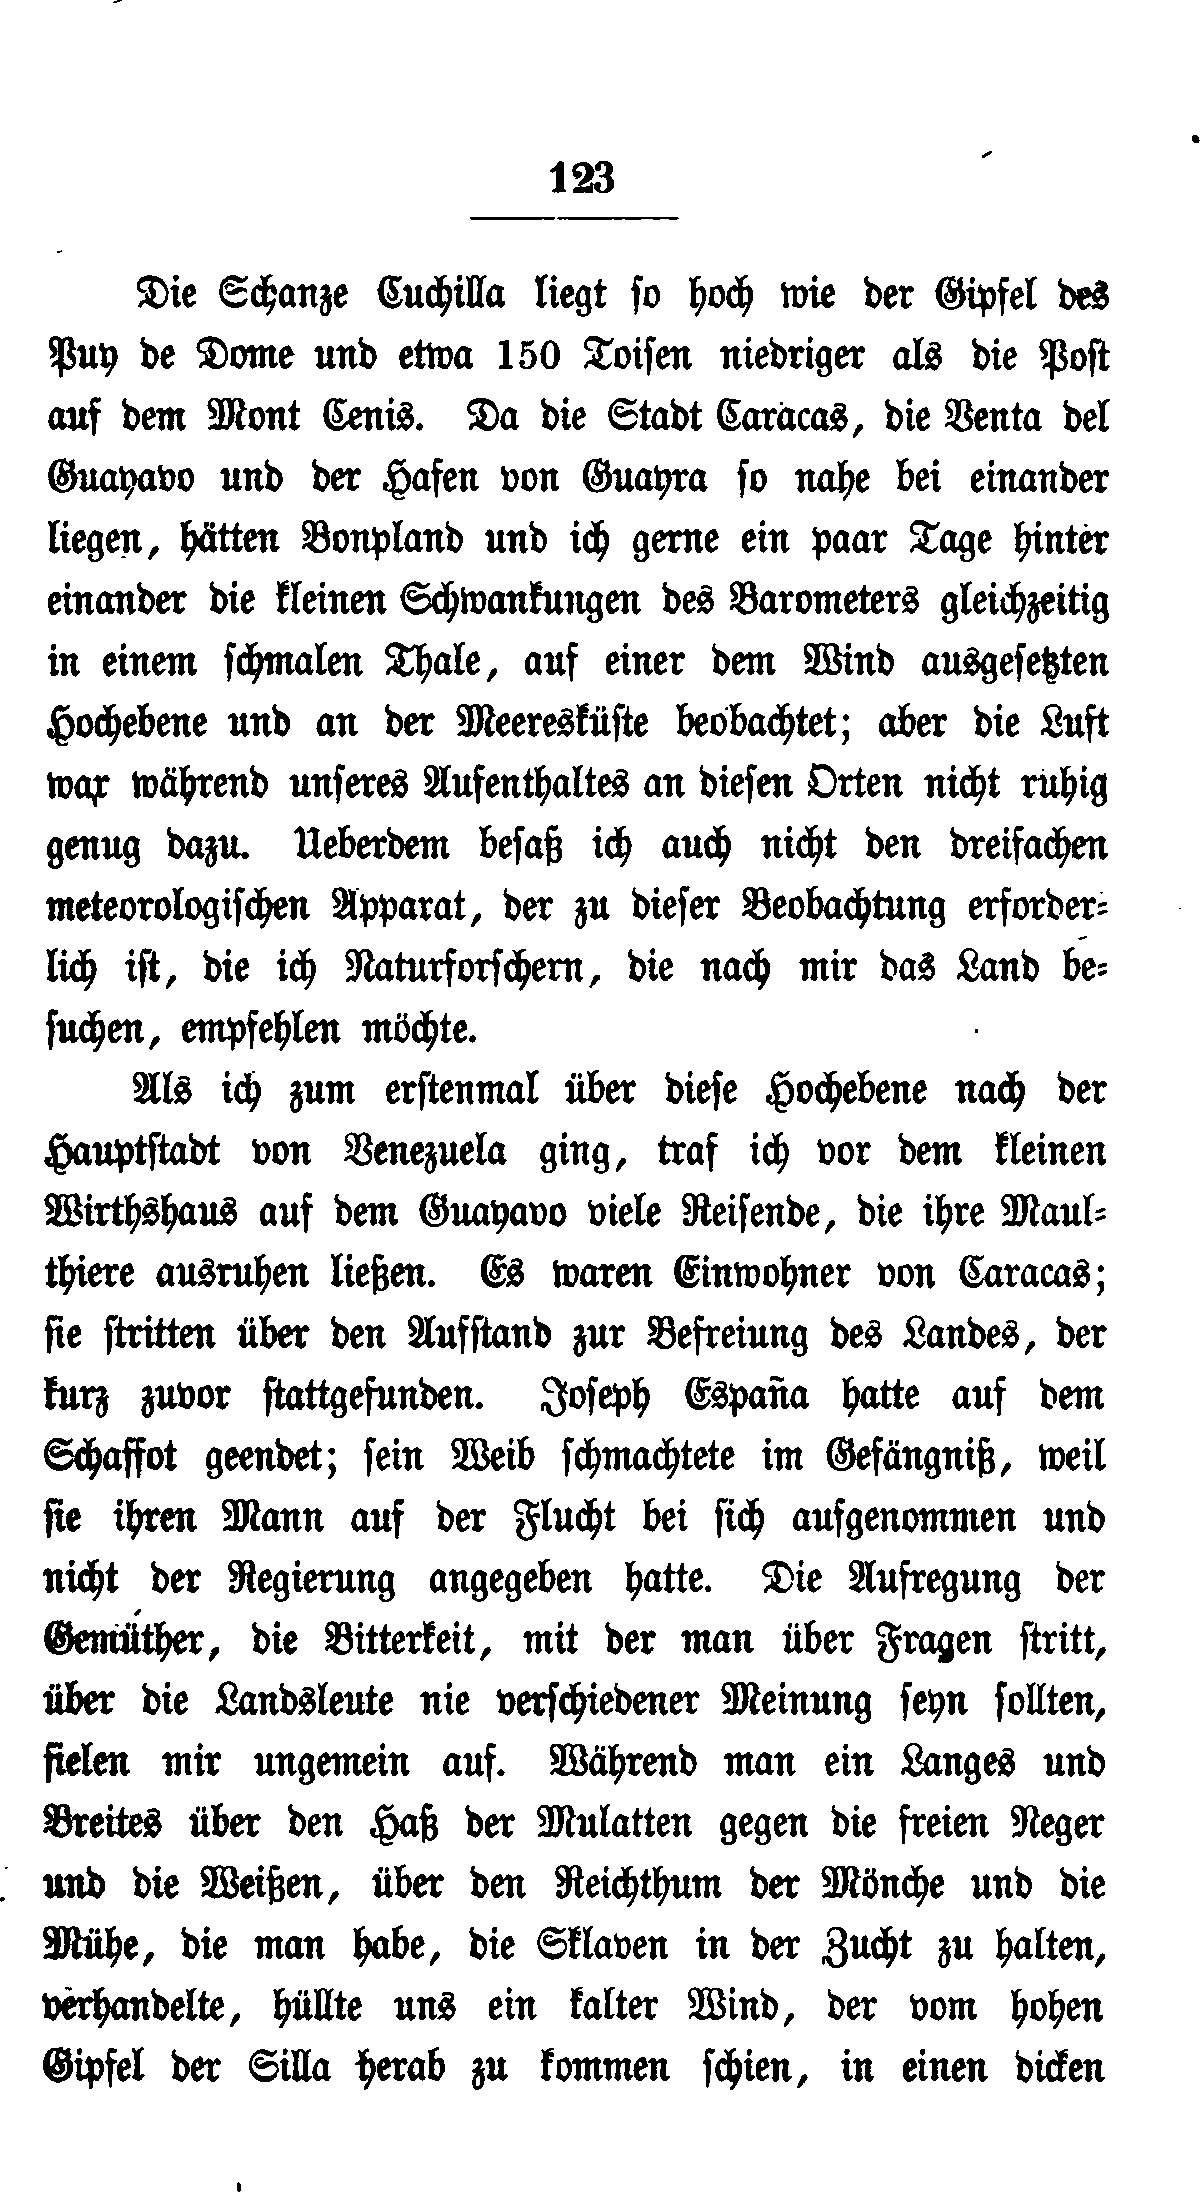 123
Die Schanze Cuchilla liegt so hoch wie der Gipfel des
Puy de Dome und etwa 150 Toisen niedriger als die Post
auf dem Mont Cenis. Da die Stadt Caracas, die Venta del
Guayavo und der Hafen von Guayra so nahe bei einander
liegen, hätten Bonpland und ich gerne ein paar Tage hinter
einander die kleinen Schwankungen des Barometers gleichzeitig
in einem schmalen Thale, auf einer dem Wind ausgesetzten
Hochebene und an der Meeresküste beobachtet; aber die Luft
war während unseres Aufenthaltes an diesen Orten nicht ruhig
genug dazu. Ueberdem besaß ich auch nicht den dreifachen
meteorologischen Apparat, der zu dieser Beobachtung erforder-
lich ist, die ich Naturforschern, die nach mir das Land be-
suchen, empfehlen möchte.
Als ich zum erstenmal über diese Hochebene nach der
Hauptstadt von Venezuela ging, traf ich vor dem kleinen
Wirthshaus auf dem Guayavo viele Reisende, die ihre Maul-
thiere ausruhen ließen. Es waren Einwohner von Caracas;
sie stritten über den Aufstand zur Befreiung des Landes, der
kurz zuvor stattgefunden. Joseph España hatte auf dem
Schaffot geendet; sein Weib schmachtete im Gefängniß, weil
sie ihren Mann auf der Flucht bei sich aufgenommen und
nicht der Regierung angegeben hatte. Die Aufregung der
Gemüther, die Bitterkeit, mit der man über Fragen stritt,
über die Landsleute nie verschiedener Meinung seyn sollten,
fielen mir ungemein auf. Während man ein Langes und
Breites über den Haß der Mulatten gegen die freien Neger
und die Weißen, über den Reichthum der Mönche und die
Mühe, die man habe, die Sklaven in der Zucht zu halten,
verhandelte, hüllte uns ein kalter Wind, der vom hohen
Gipfel der Silla herab zu kommen schien, in einen dicken